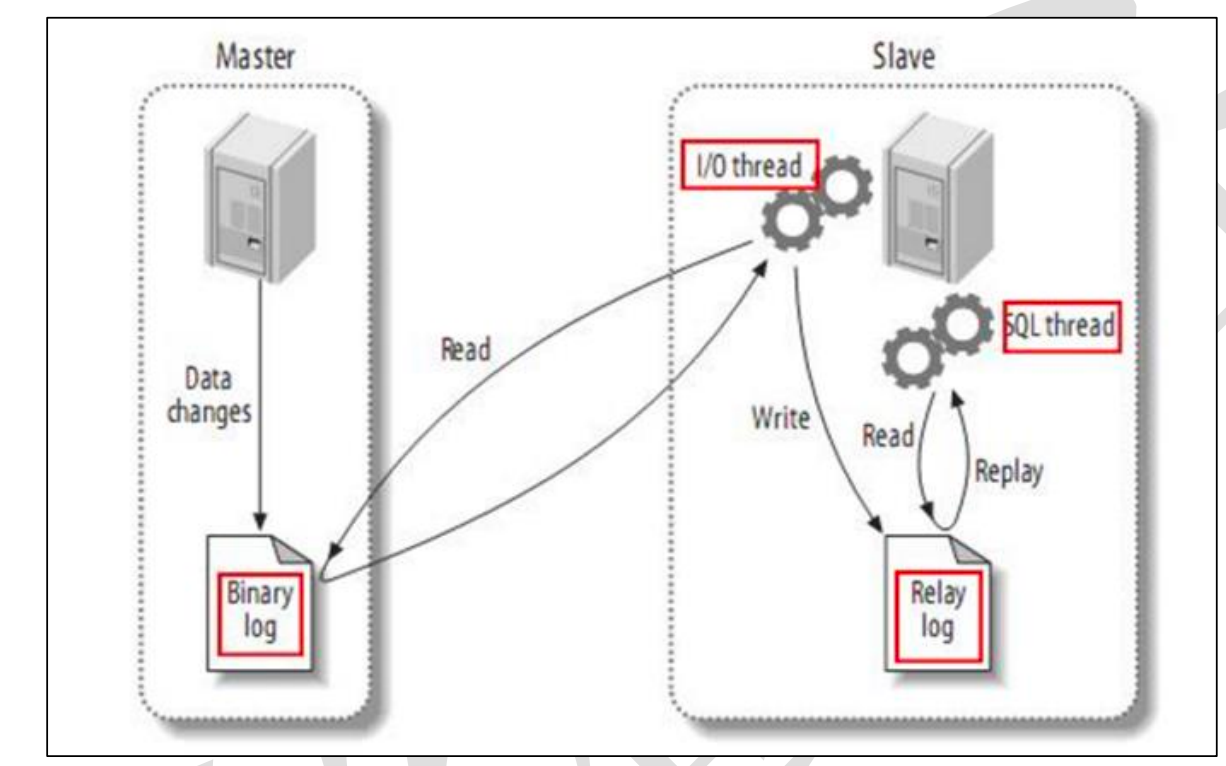 Master
Slave
I/O thread
SQL thread
Read
Data
changes
Write
Read
Replay
Binary
log
Relay
log